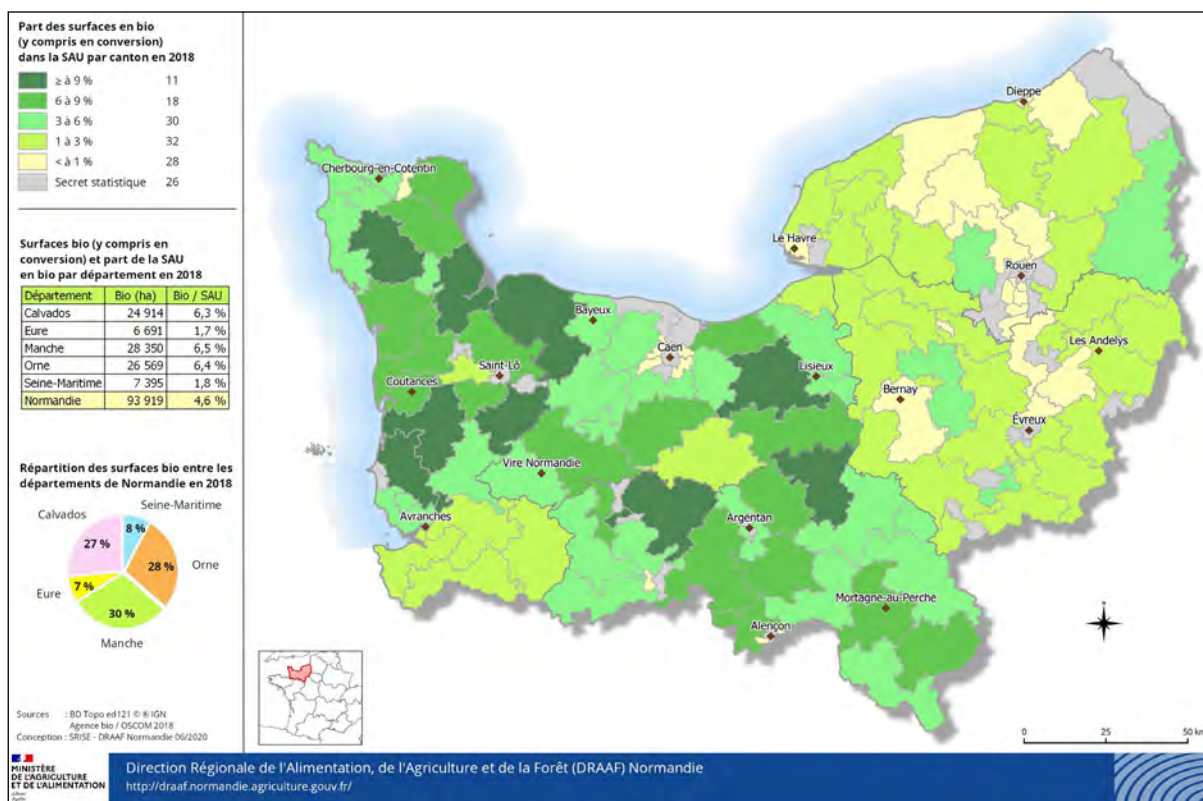 Part des surfaces en bio
(y compris en conversion)
dans la SAU par canton en 2018
≥ à 9 % 11
6 à 9 % 18
3 à 6 % 30
1 à 3 % 32
< à 1 % 28
Secret statistique 26
Surfaces bio (y compris en
conversion) et part de la SAU
en bio par département en 2018
Département Bio (ha) Bio / SAU
Calvados 24 914 6,3 %
Eure 6 691 1,7 %
Manche 28 350 6,5 %
Orne 26 569 6,4 %
Seine-Maritime 7 395 1,8 %
Normandie 93 919 4,6 %
Répartition des surfaces bio entre les
départements de Normandie en 2018
Seine-Maritime
Calvados
8 %
27 %
28 %
Orne
Eure
7 %
30 %
Manche
Sources : BD Topo ed121 © ® IGN
Agence bio / OSCOM 2018
Conception : SRISE - DRAAF Normandie 06/2020
Dieppe
Cherbourg-en-Cotentin
Le Havre
Rouen
Bayeux
Caen
Les Andelys
Saint-Lô
Lisieux
Coutances
Bernay
Évreux
Vire Normandie
Avranches
Argentan
Mortagne-au-Perche
Alençon
0 25 50 km
MINISTÈRE
DE L'AGRICULTURE
ET DE L'ALIMENTATION
Direction Régionale de l'Alimentation, de l'Agriculture et de la Forêt (DRAAF) Normandie
http://draaf.normandie.agriculture.gouv.fr/